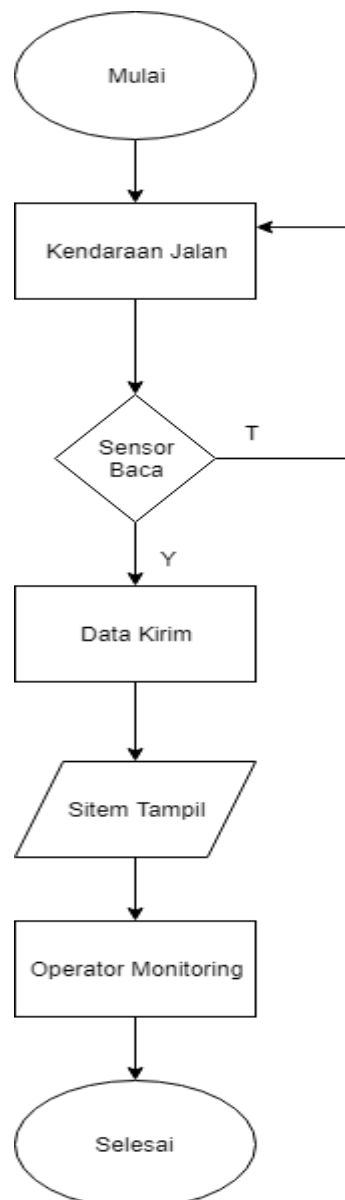 Mulai
Kendaraan Jalan
Sensor
Baca
T
Y
Data Kirim
Sitem Tampil
Operator Monitoring
Selesai